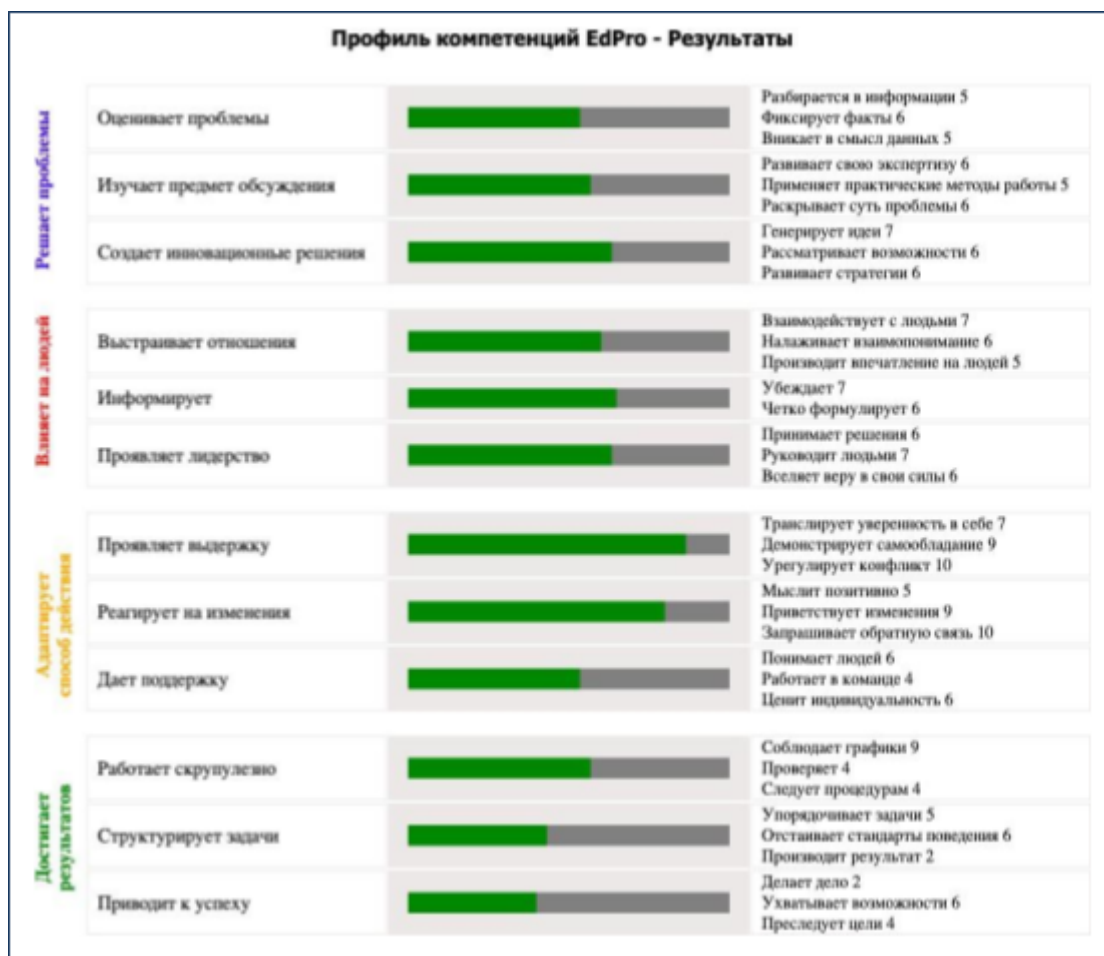 Профиль компетенций EdPro - Результаты
Решает проблемы
Оценивает проблемы
Разбирается в информации 5
Фиксирует факты 6
Вникает в смысл данных 5
Изучает предмет обсуждения
Развивает свою экспертизу 6
Применяет практические методы работы 5
Раскрывает суть проблемы 6
Создает инновационные решения
Генерирует идеи 7
Рассматривает возможности 6
Развивает стратегии 6
Влияет на людей
Выстраивает отношения
Взаимодействует с людьми 7
Налаживает взаимопонимание 6
Производит впечатление на людей 5
Информирует
Убеждает 7
Четко формулирует 6
Проявляет лидерство
Принимает решения 6
Руководит людьми 7
Вселяет веру в свои силы 6
Адаптирует
способ действия
Проявляет выдержку
Транслирует уверенность в себе 7
Демонстрирует самообладание 9
Урегулирует конфликт 10
Реагирует на изменения
Мыслит позитивно 5
Приветствует изменения 9
Запрашивает обратную связь 10
Дает поддержку
Понимает людей 6
Работает в команде 4
Ценит индивидуальность 6
Достигает
результатов
Работает скрупулезно
Соблюдает графики 9
Проверяет 4
Следует процедурам 4
Структурирует задачи
Упорядочивает задачи 5
Отстаивает стандарты поведения 6
Производит результат 2
Приводит к успеху
Делает дело 2
Ухватывает возможности 6
Преследует цели 4